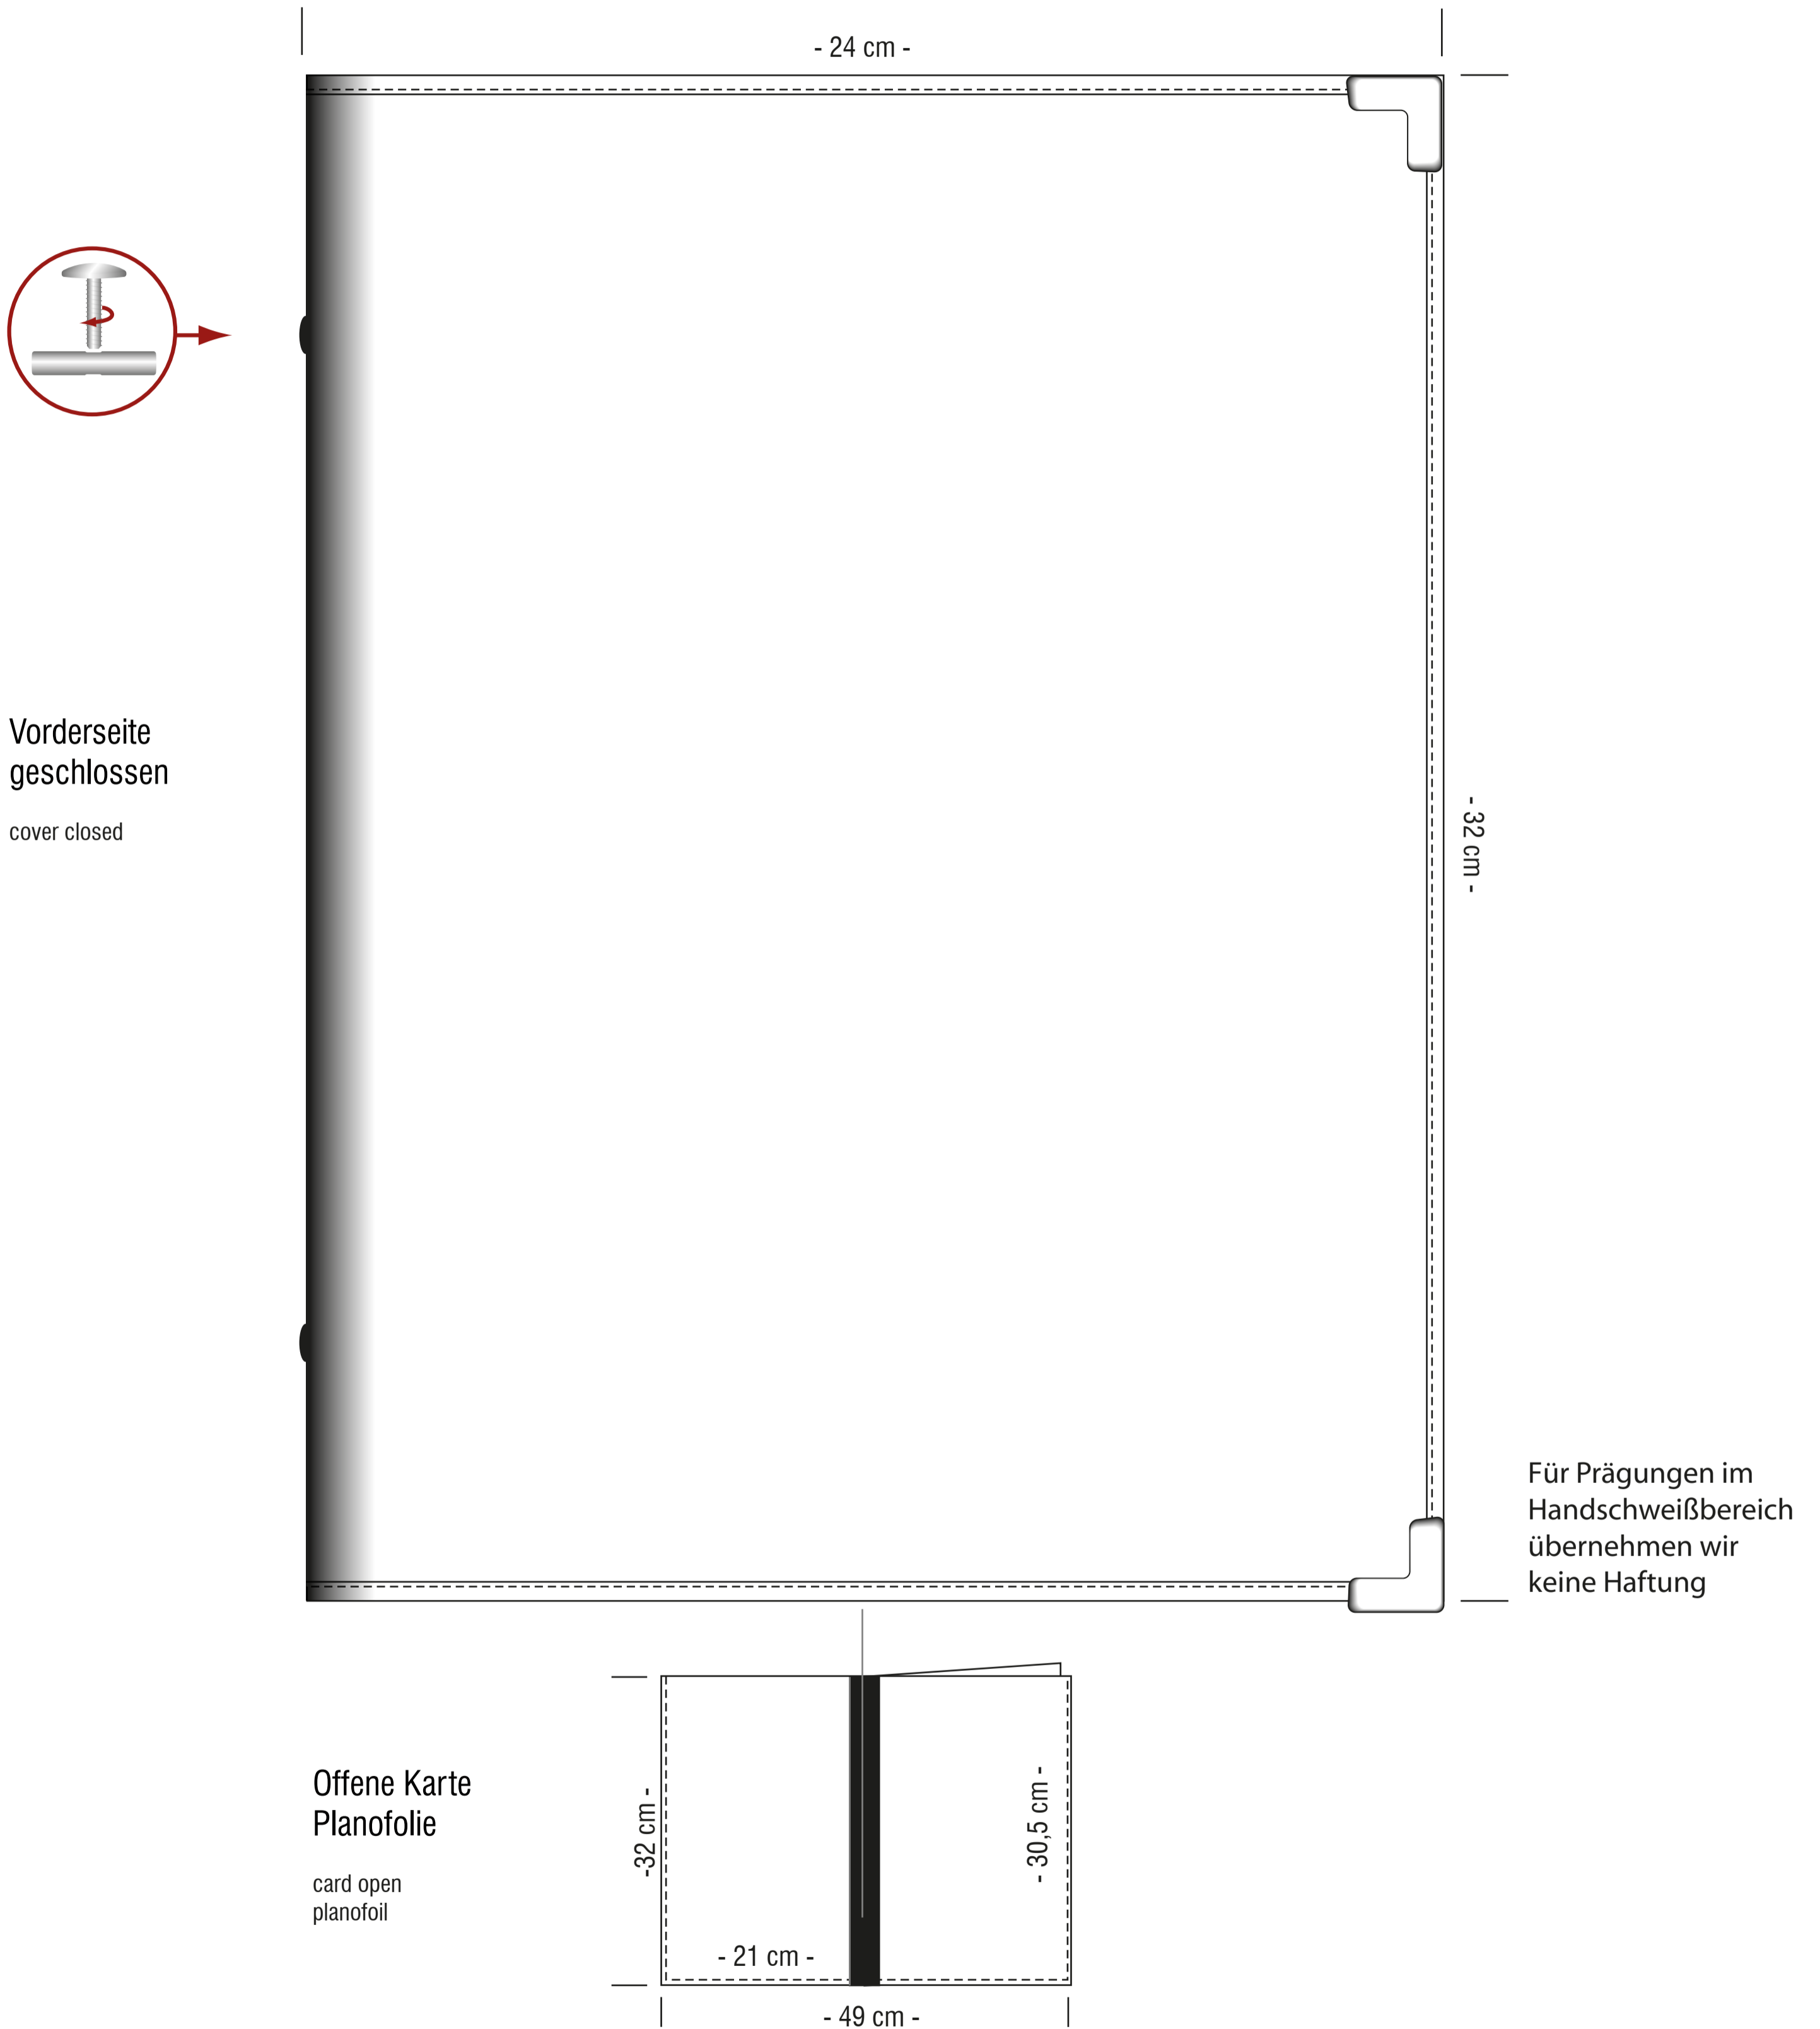 - 24 cm -
Vorderseite
geschlossen
cover closed
- 32 cm -
Für Prägungen im
Handschweißbereich
übernehmen wir
keine Haftung
Offene Karte
Planofolie
card open
planofoil
-32 cm -
- 30,5 cm -
- 21 cm -
- 49 cm -